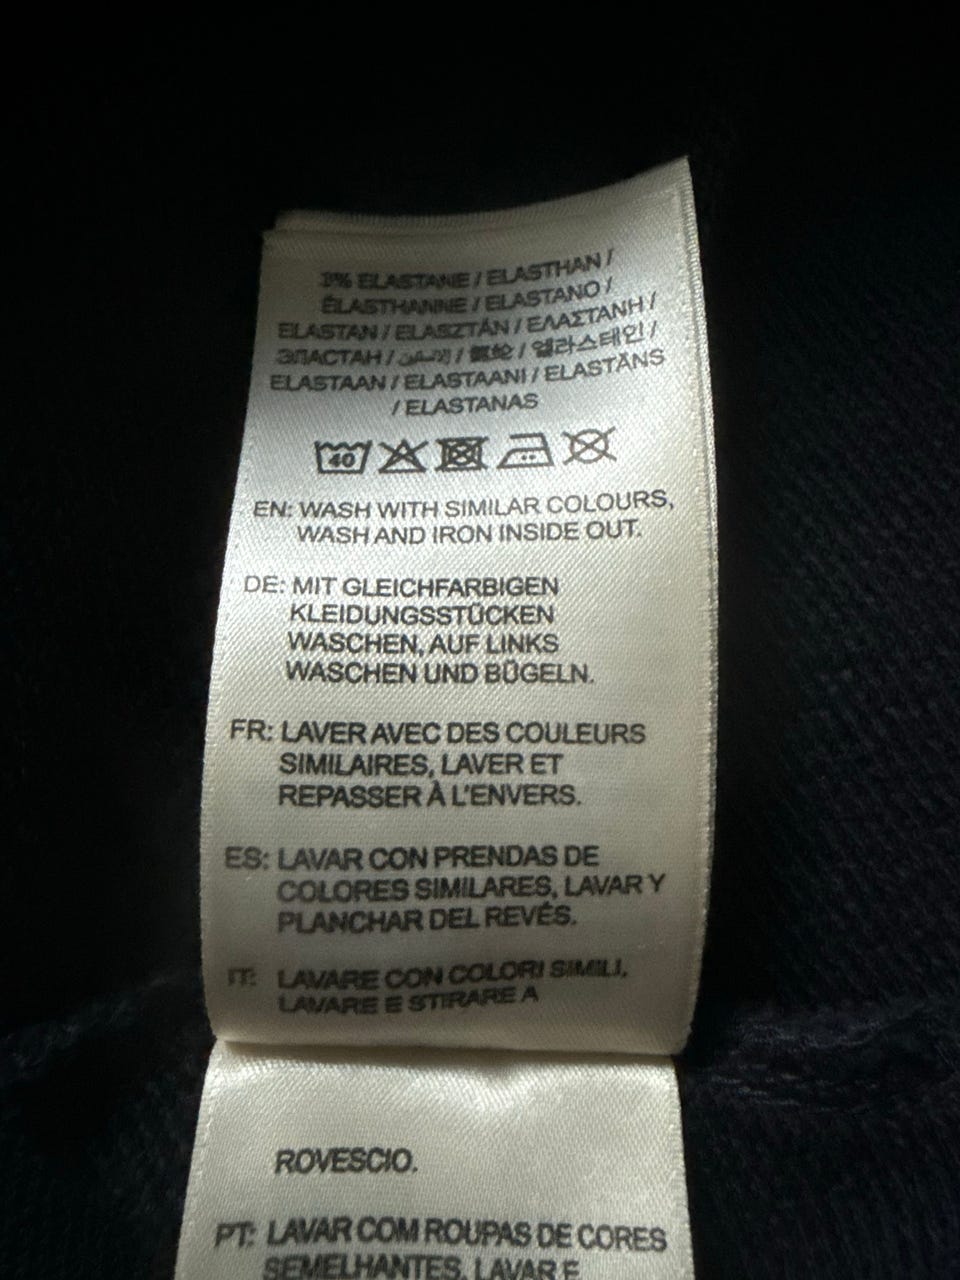 3% ELASTANE / ELASTHAN /
ÉLASTHANNE / ELASTANO /
ELASTAN / ELASZTÁN / ΕΛΑΣΤΑΝΗ /
ЭЛАСТАН / / / 엘라스테인 /
ELASTAAN / ELASTAANI / ELASTĀNS
/ ELASTANAS
40
EN: WASH WITH SIMILAR COLOURS,
WASH AND IRON INSIDE OUT.
DE: MIT GLEICHFARBIGEN
KLEIDUNGSSTÜCKEN
WASCHEN, AUF LINKS
WASCHEN UND BÜGELN.
FR: LAVER AVEC DES COULEURS
SIMILAIRES, LAVER ET
REPASSER À L'ENVERS.
ES: LAVAR CON PRENDAS DE
COLORES SIMILARES, LAVAR Y
PLANCHAR DEL REVÉS.
IT: LAVARE CON COLORI SIMILI,
LAVARE E STIRARE A
ROVESCIO.
PT: LAVAR COM ROUPAS DE CORES
SEMELHANTES, LAVAR E